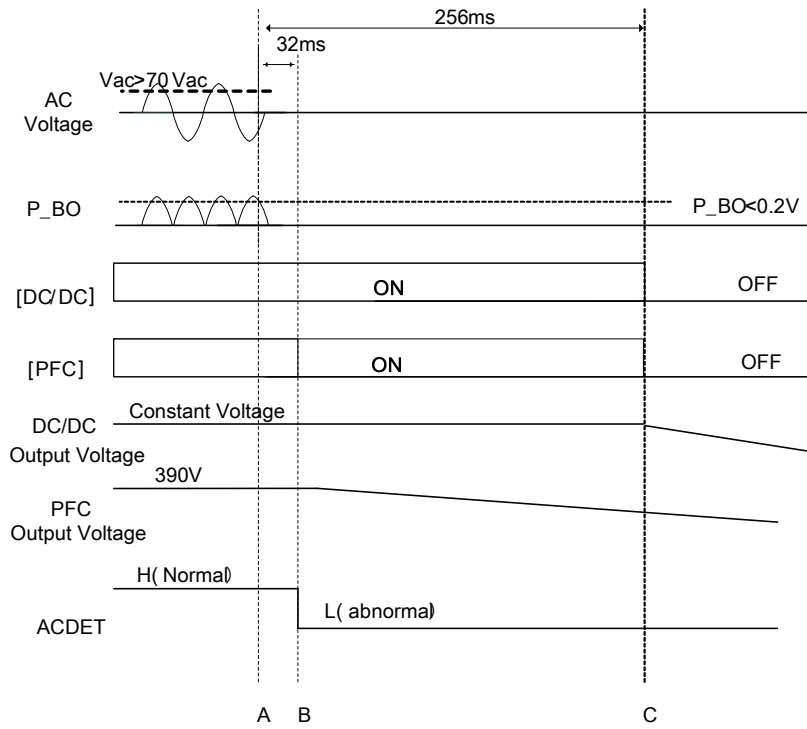 256ms
32ms
Vac>70 Vac
AC
Voltage
P_BO
P_BO<0.2V
[DC/DC]
ON
OFF
[PFC]
ON
OFF
DC/DC
Output Voltage
Constant Voltage
390V
PFC
Output Voltage
H( Normal)
L( abnormal)
ACDET
A
B
C